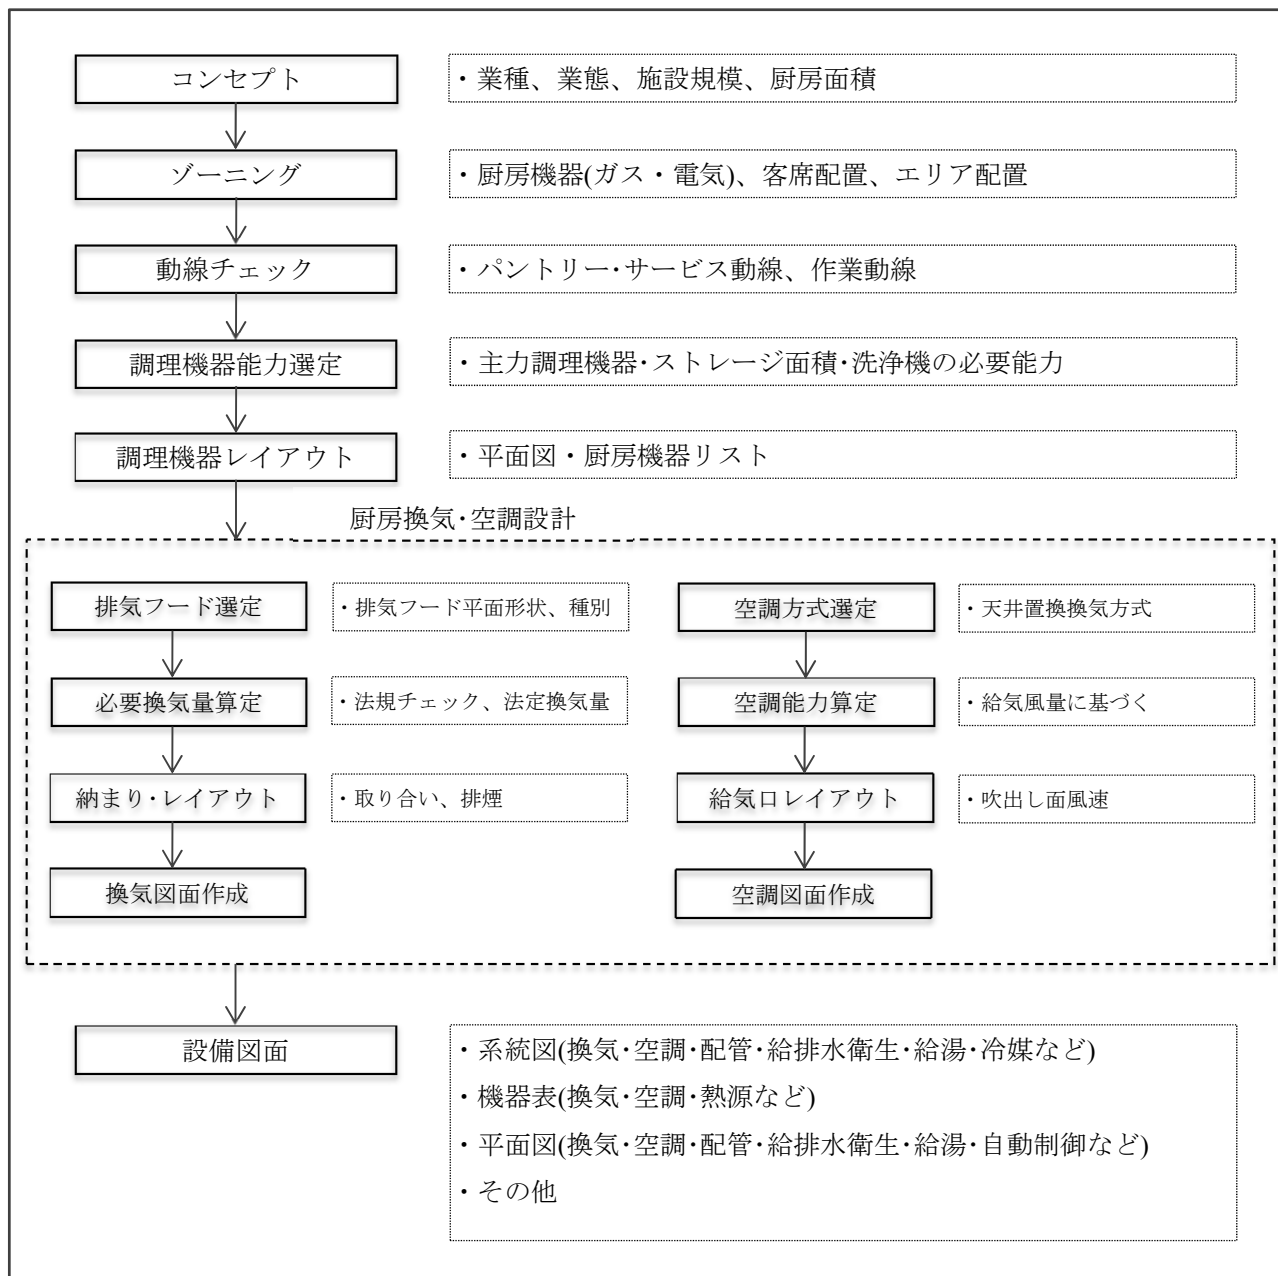 コンセプト
・業種、業態、施設規模、厨房面積
ゾーニング
・厨房機器(ガス・電気)、客席配置、エリア配置
動線チェック
・パントリー･サービス動線、作業動線
調理機器能力選定
・主力調理機器･ストレージ面積･洗浄機の必要能力
調理機器レイアウト
・平面図・厨房機器リスト
厨房換気･空調設計
排気フード選定
・排気フード平面形状、種別
必要換気量算定
・法規チェック、法定換気量
納まり･レイアウト
・取り合い、排煙
換気図面作成
空調方式選定
・天井置換換気方式
空調能力算定
・給気風量に基づく
給気口レイアウト
・吹出し面風速
空調図面作成
設備図面
・系統図(換気･空調･配管･給排水衛生･給湯･冷媒など)
・機器表(換気･空調･熱源など)
・平面図(換気･空調･配管･給排水衛生･給湯･自動制御など)
・その他